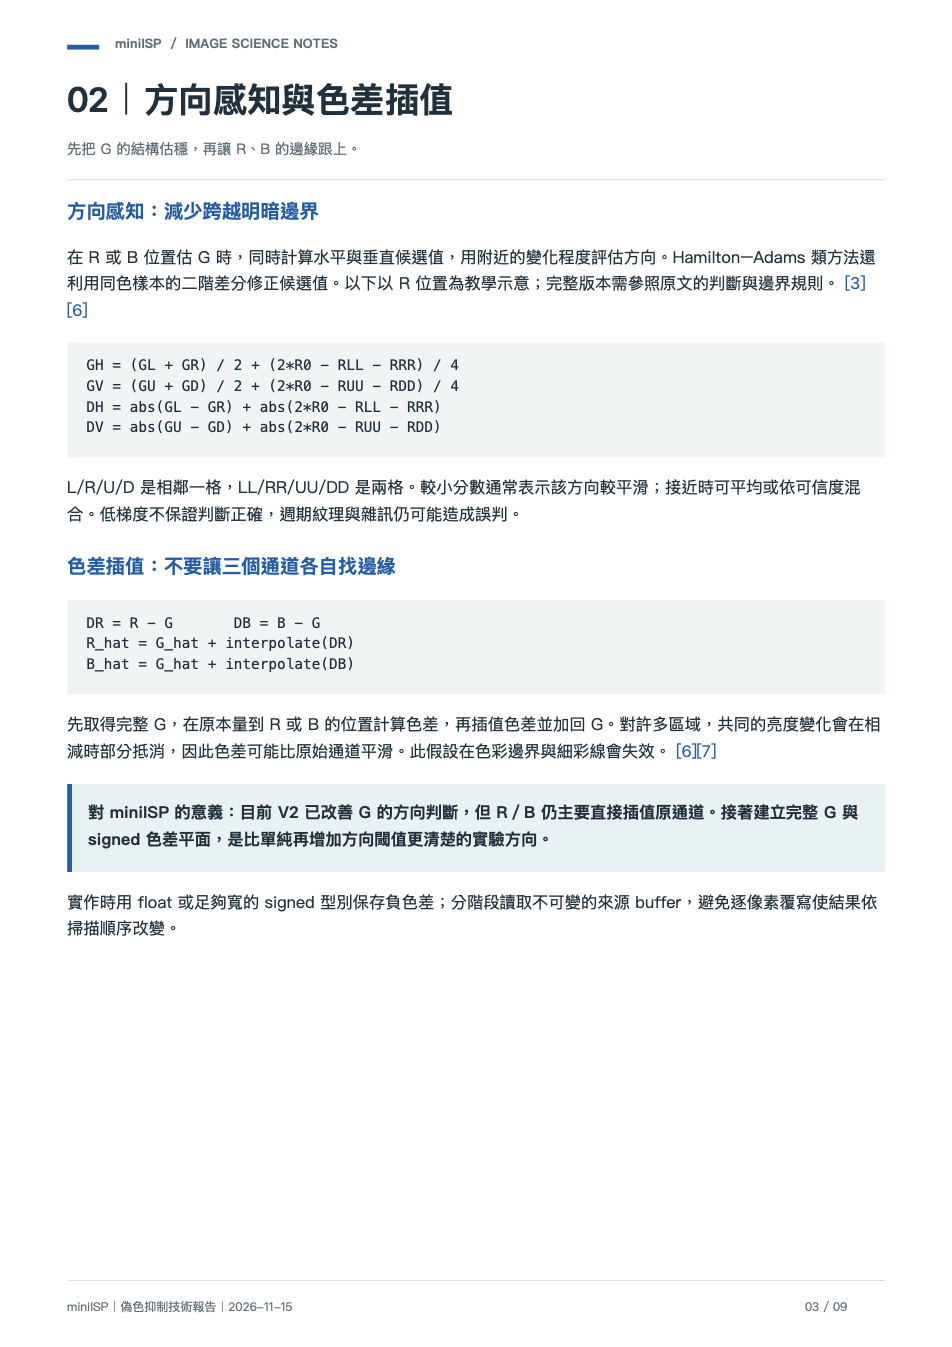 miniISP / IMAGE SCIENCE NOTES
02｜方向感知與色差插值
先把 G 的結構估穩，再讓 R、B 的邊緣跟上。
方向感知：減少跨越明暗邊界
在 R 或 B 位置估 G 時，同時計算水平與垂直候選值，用附近的變化程度評估方向。Hamilton–Adams 類方法還
利用同色樣本的二階差分修正候選值。以下以 R 位置為教學示意；完整版本需參照原文的判斷與邊界規則。 [3]
[6]
GH = (GL + GR) / 2 + (2*R0 − RLL − RRR) / 4
GV = (GU + GD) / 2 + (2*R0 − RUU − RDD) / 4
DH = abs(GL − GR) + abs(2*R0 − RLL − RRR)
DV = abs(GU − GD) + abs(2*R0 − RUU − RDD)
L/R/U/D 是相鄰一格，LL/RR/UU/DD 是兩格。較小分數通常表示該方向較平滑；接近時可平均或依可信度混
合。低梯度不保證判斷正確，週期紋理與雜訊仍可能造成誤判。
色差插值：不要讓三個通道各自找邊緣
DR = R − G       DB = B − G
R_hat = G_hat + interpolate(DR)
B_hat = G_hat + interpolate(DB)
先取得完整 G，在原本量到 R 或 B 的位置計算色差，再插值色差並加回 G。對許多區域，共同的亮度變化會在相
減時部分抵消，因此色差可能比原始通道平滑。此假設在色彩邊界與細彩線會失效。 [6][7]
對 miniISP 的意義：目前 V2 已改善 G 的方向判斷，但 R / B 仍主要直接插值原通道。接著建立完整 G 與
signed 色差平面，是比單純再增加方向閾值更清楚的實驗方向。
實作時用 float 或足夠寬的 signed 型別保存負色差；分階段讀取不可變的來源 buffer，避免逐像素覆寫使結果依
掃描順序改變。
miniISP｜偽色抑制技術報告｜2026–11–15
03 / 09